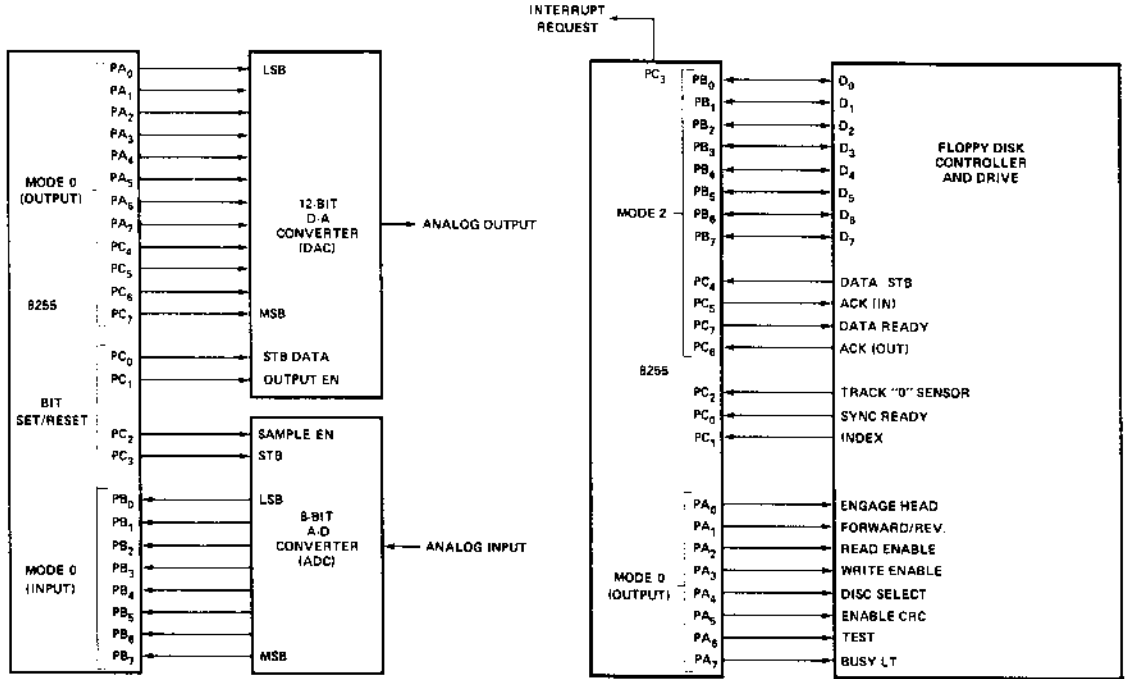 MODE 0
(OUTPUT)
PA₀
PA₁
PA₂
PA₃
PA₄
PA₅
PA₆
PA₇
PC₄
PC₅
PC₆
PC₇
8255
BIT
SET/RESET
PC₀
PC₁
PC₂
PC₃
MODE 0
(INPUT)
PB₀
PB₁
PB₂
PB₃
PB₄
PB₅
PB₆
PB₇
LSB
12-BIT
D-A
CONVERTER
(DAC)
MSB
STB DATA
OUTPUT EN
ANALOG OUTPUT
SAMPLE EN
STB
LSB
8-BIT
A-D
CONVERTER
(ADC)
MSB
ANALOG INPUT
INTERRUPT
REQUEST
PC₃
MODE 2
PB₀
PB₁
PB₂
PB₃
PB₄
PB₅
PB₆
PB₇
PC₄
PC₅
PC₇
PC₆
8255
PC₂
PC₀
PC₁
MODE 0
(OUTPUT)
PA₀
PA₁
PA₂
PA₃
PA₄
PA₅
PA₆
PA₇
D₀
D₁
D₂
D₃
D₄
D₅
D₆
D₇
FLOPPY DISK
CONTROLLER
AND DRIVE
DATA STB
ACK (IN)
DATA READY
ACK (OUT)
TRACK "0" SENSOR
SYNC READY
INDEX
ENGAGE HEAD
FORWARD/REV.
READ ENABLE
WRITE ENABLE
DISC SELECT
ENABLE CRC
TEST
BUSY LT